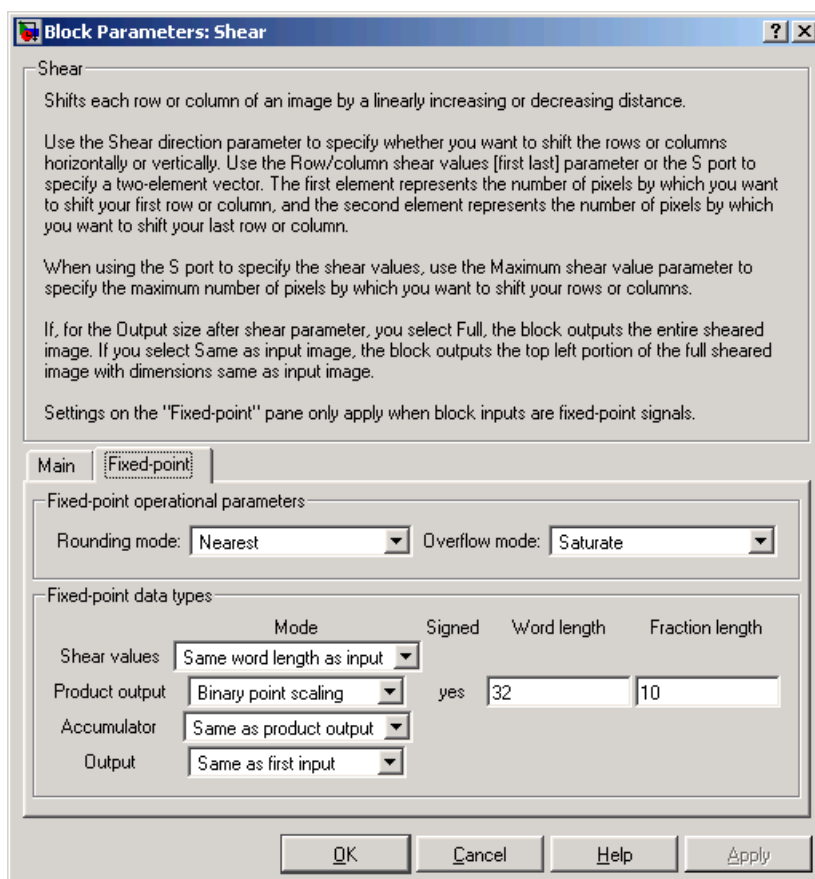 Block Parameters: Shear
Shear
Shifts each row or column of an image by a linearly increasing or decreasing distance.
Use the Shear direction parameter to specify whether you want to shift the rows or columns
horizontally or vertically. Use the Row/column shear values [first last] parameter or the S port to
specify a two-element vector. The first element represents the number of pixels by which you want
to shift your first row or column, and the second element represents the number of pixels by which
you want to shift your last row or column.
When using the S port to specify the shear values, use the Maximum shear value parameter to
specify the maximum number of pixels by which you want to shift your rows or columns.
If, for the Output size after shear parameter, you select Full, the block outputs the entire sheared
image. If you select Same as input image, the block outputs the top left portion of the full sheared
image with dimensions same as input image.
Settings on the "Fixed-point" pane only apply when block inputs are fixed-point signals.
Main Fixed-point
Fixed-point operational parameters
Rounding mode: Nearest Overflow mode: Saturate
Fixed-point data types
Mode Signed Word length Fraction length
Shear values Same word length as input
Product output Binary point scaling yes 32 10
Accumulator Same as product output
Output Same as first input
OK Cancel Help Apply